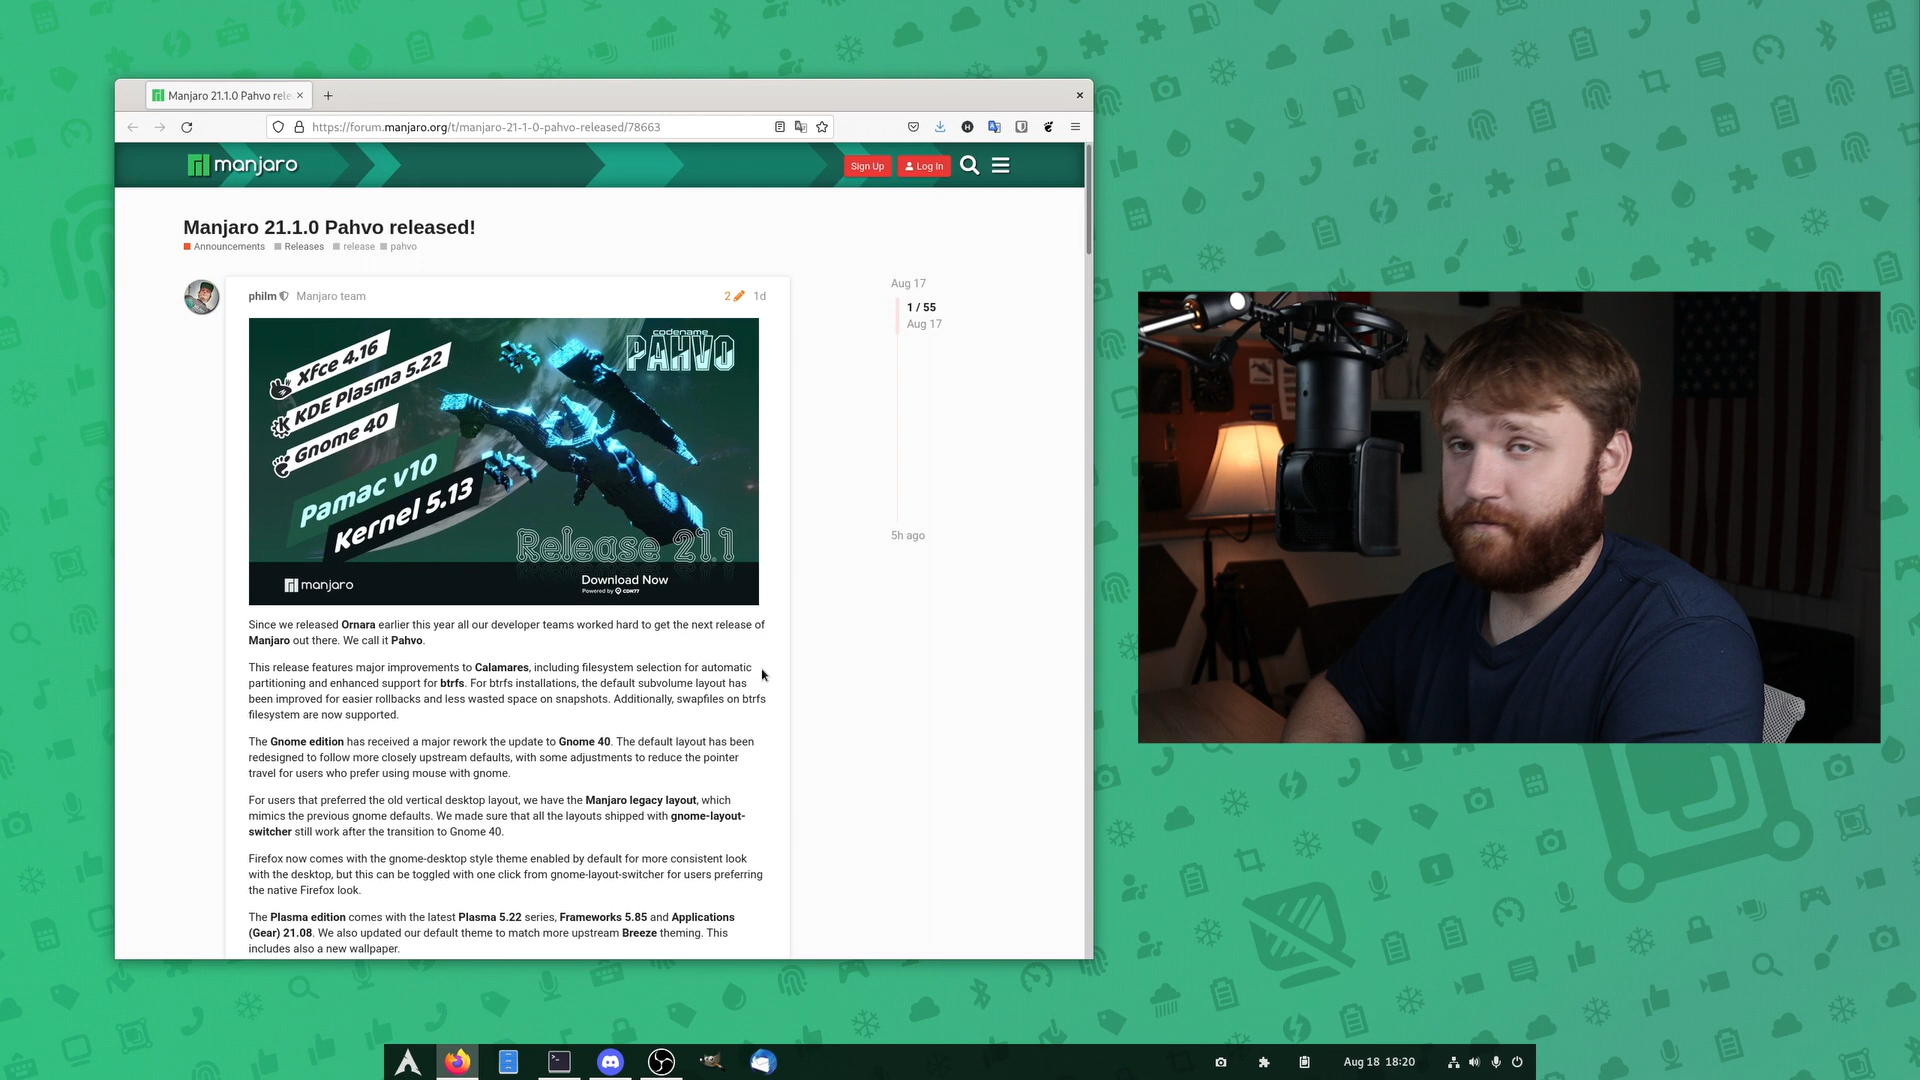 Manjaro 21.1.0 Pahvo rele
https://forum.manjaro.org/t/manjaro-21-1-0-pahvo-released/78663
manjaro
Sign Up
Log In
Manjaro 21.1.0 Pahvo released!
Announcements Releases release pahvo
philm Manjaro team
2 1d
Aug 17
1 / 55
Aug 17
5h ago
codename
PAHVO
Xfce 4.16
KDE Plasma 5.22
Gnome 40
Pamac v10
Kernel 5.13
Release 21.1
manjaro
Download Now
Powered by CDN77
Since we released Ornara earlier this year all our developer teams worked hard to get the next release of
Manjaro out there. We call it Pahvo.
This release features major improvements to Calamares, including filesystem selection for automatic
partitioning and enhanced support for btrfs. For btrfs installations, the default subvolume layout has
been improved for easier rollbacks and less wasted space on snapshots. Additionally, swapfiles on btrfs
filesystem are now supported.
The Gnome edition has received a major rework the update to Gnome 40. The default layout has been
redesigned to follow more closely upstream defaults, with some adjustments to reduce the pointer
travel for users who prefer using mouse with gnome.
For users that preferred the old vertical desktop layout, we have the Manjaro legacy layout, which
mimics the previous gnome defaults. We made sure that all the layouts shipped with gnome-layout-
switcher still work after the transition to Gnome 40.
Firefox now comes with the gnome-desktop style theme enabled by default for more consistent look
with the desktop, but this can be toggled with one click from gnome-layout-switcher for users preferring
the native Firefox look.
The Plasma edition comes with the latest Plasma 5.22 series, Frameworks 5.85 and Applications
(Gear) 21.08. We also updated our default theme to match more upstream Breeze theming. This
includes also a new wallpaper.
Aug 18 18:20